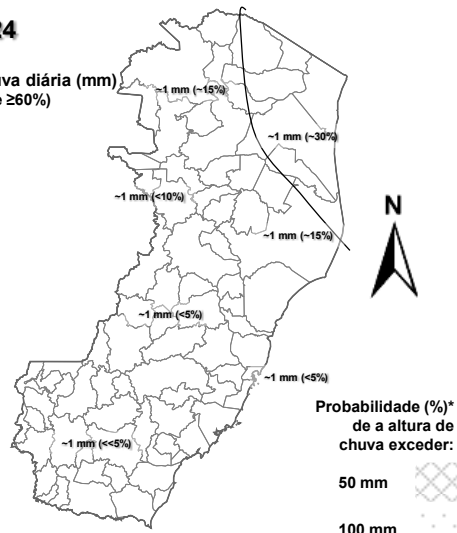 24
uva diária (mm)
e ≥60%)
~1 mm (~15%)
~1 mm (~30%)
~1 mm (<10%)
~1 mm (~15%)
N
~1 mm (<5%)
~1 mm (<5%)
~1 mm (<<5%)
Probabilidade (%)*
de a altura de
chuva exceder:
50 mm
100 mm